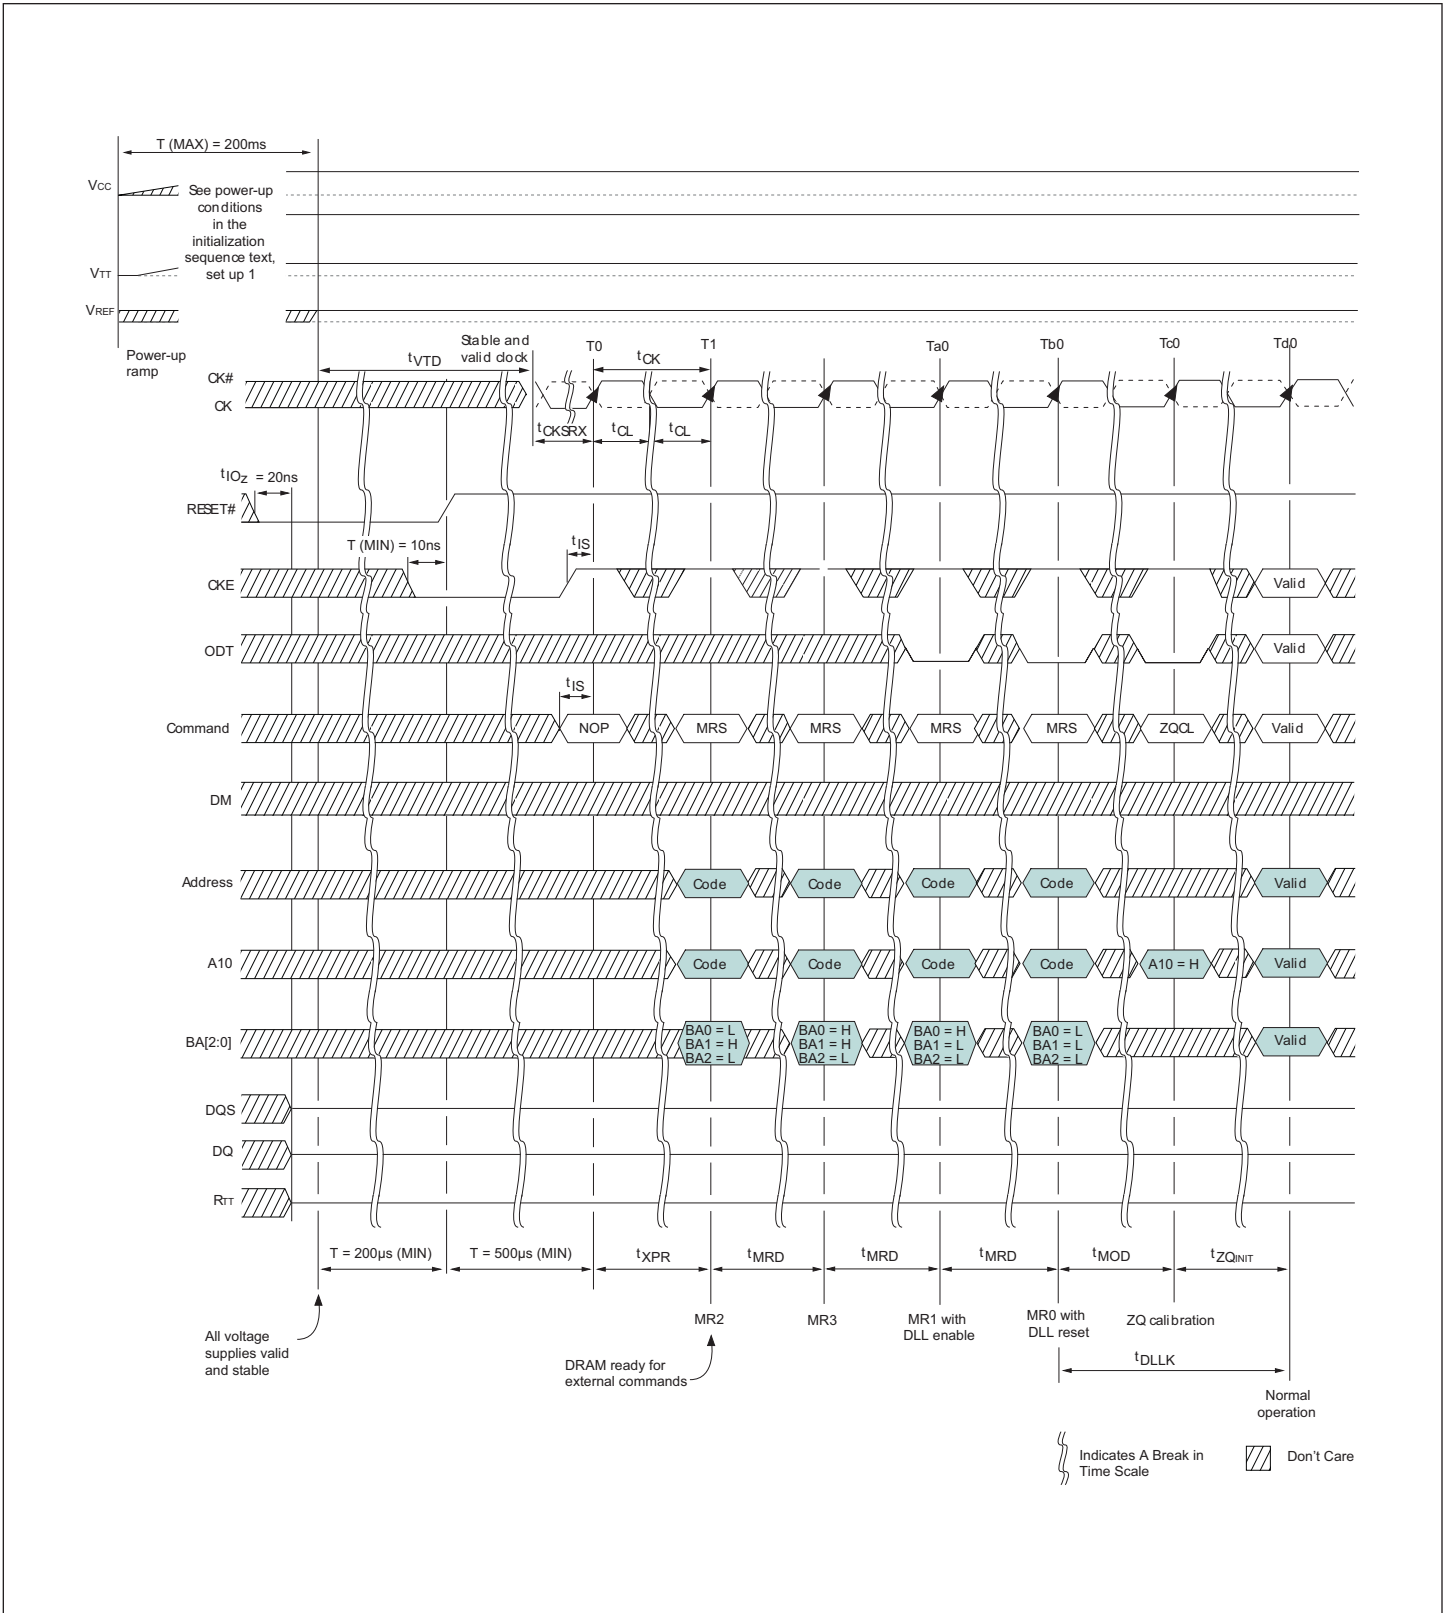 T (MAX) = 200ms
VCC
See power-up
conditions
in the
initialization
sequence text,
set up 1
VTT
VREF
Power-up
ramp
tVTD
Stable and
valid clock
T0
T1
Ta0
Tb0
Tc0
Td0
tCK
CK#
CK
tCKSRX
tCL
tCL
tIOz = 20ns
RESET#
T (MIN) = 10ns
tIS
CKE
Valid
ODT
Valid
tIS
Command
NOP
MRS
MRS
MRS
MRS
ZQCL
Valid
DM
Address
Code
Code
Code
Code
Valid
A10
Code
Code
Code
Code
A10 = H
Valid
BA[2:0]
BA0 = L
BA1 = H
BA2 = L
BA0 = H
BA1 = H
BA2 = L
BA0 = H
BA1 = L
BA2 = L
BA0 = L
BA1 = L
BA2 = L
Valid
DQS
DQ
RTT
T = 200µs (MIN)
T = 500µs (MIN)
tXPR
tMRD
tMRD
tMRD
tMOD
tZQINIT
MR2
MR3
MR1 with
DLL enable
MR0 with
DLL reset
ZQ calibration
All voltage
supplies valid
and stable
DRAM ready for
external commands
tDLLK
Normal
operation
Indicates A Break in
Time Scale
Don't Care